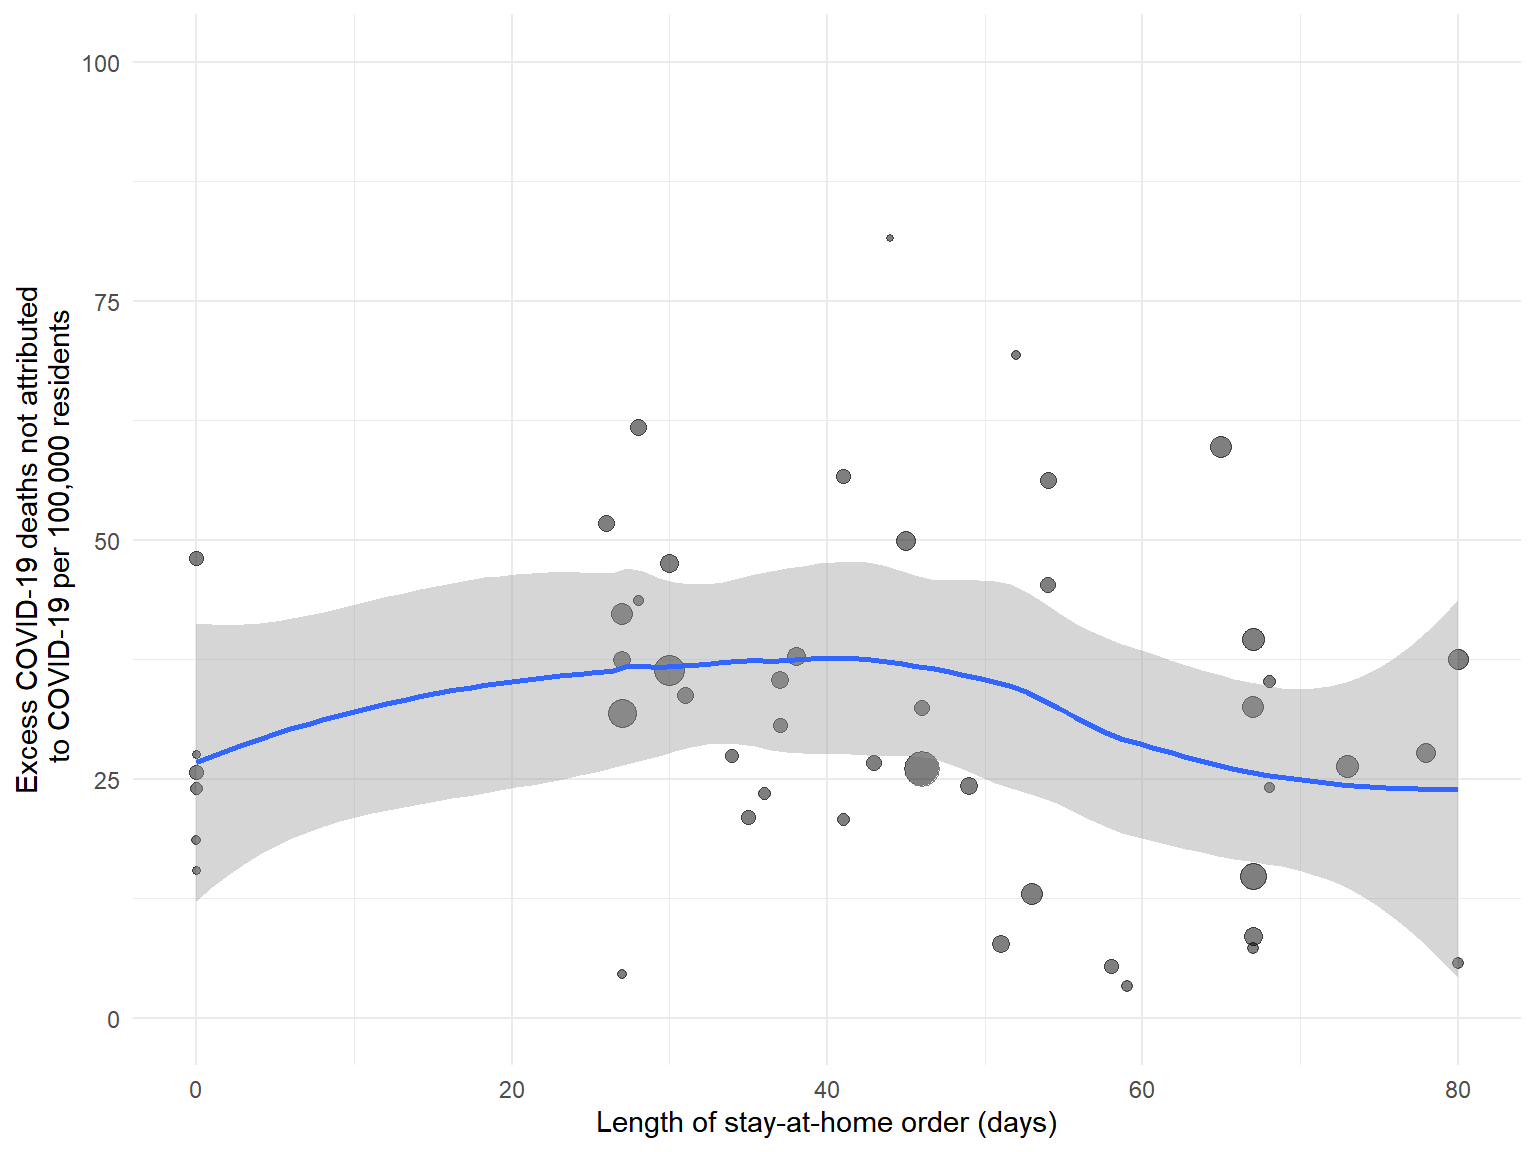 Excess COVID-19 deaths not attributed
to COVID-19 per 100,000 residents
100
75
50
25
0
0 20 40 60 80
Length of stay-at-home order (days)